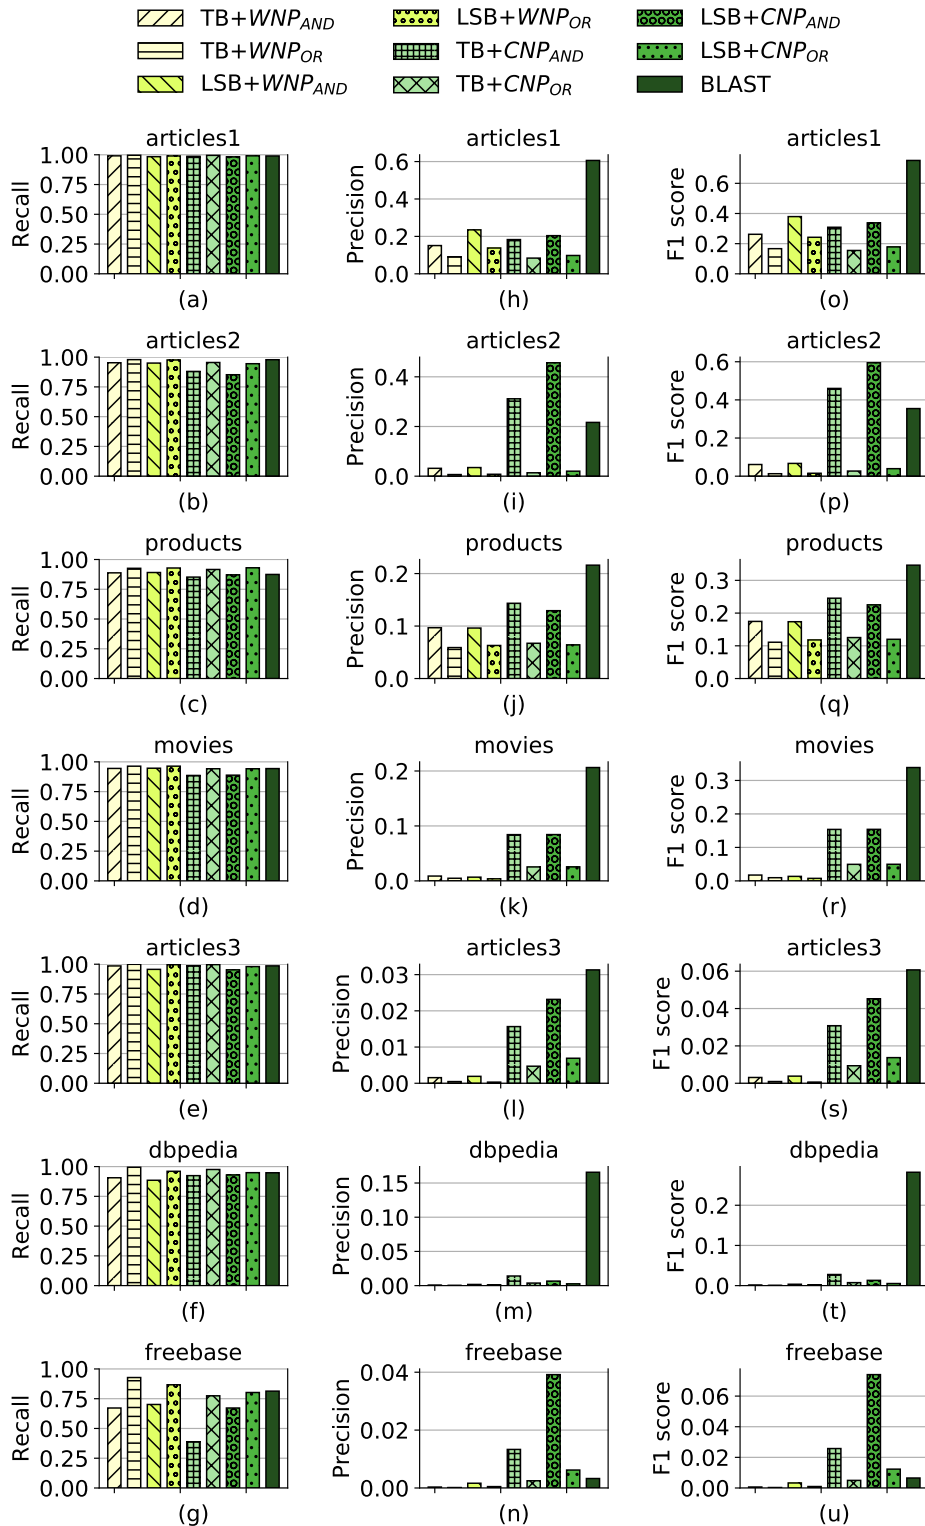 TB+WNP_AND LSB+WNP_OR LSB+CNP_AND
TB+WNP_OR TB+CNP_AND LSB+CNP_OR
LSB+WNP_AND TB+CNP_OR BLAST
articles1 articles1 articles1
1.00 0.75 0.50 0.25 0.00 Recall
0.6 0.4 0.2 0.0 Precision
0.6 0.4 0.2 0.0 F1 score
(a) (h) (o)
articles2 articles2 articles2
1.00 0.75 0.50 0.25 0.00 Recall
0.4 0.2 0.0 Precision
0.6 0.4 0.2 0.0 F1 score
(b) (i) (p)
products products products
1.00 0.75 0.50 0.25 0.00 Recall
0.2 0.1 0.0 Precision
0.3 0.2 0.1 0.0 F1 score
(c) (j) (q)
movies movies movies
1.00 0.75 0.50 0.25 0.00 Recall
0.2 0.1 0.0 Precision
0.3 0.2 0.1 0.0 F1 score
(d) (k) (r)
articles3 articles3 articles3
1.00 0.75 0.50 0.25 0.00 Recall
0.03 0.02 0.01 0.00 Precision
0.06 0.04 0.02 0.00 F1 score
(e) (l) (s)
dbpedia dbpedia dbpedia
1.00 0.75 0.50 0.25 0.00 Recall
0.15 0.10 0.05 0.00 Precision
0.2 0.1 0.0 F1 score
(f) (m) (t)
freebase freebase freebase
1.00 0.75 0.50 0.25 0.00 Recall
0.04 0.02 0.00 Precision
0.06 0.04 0.02 0.00 F1 score
(g) (n) (u)